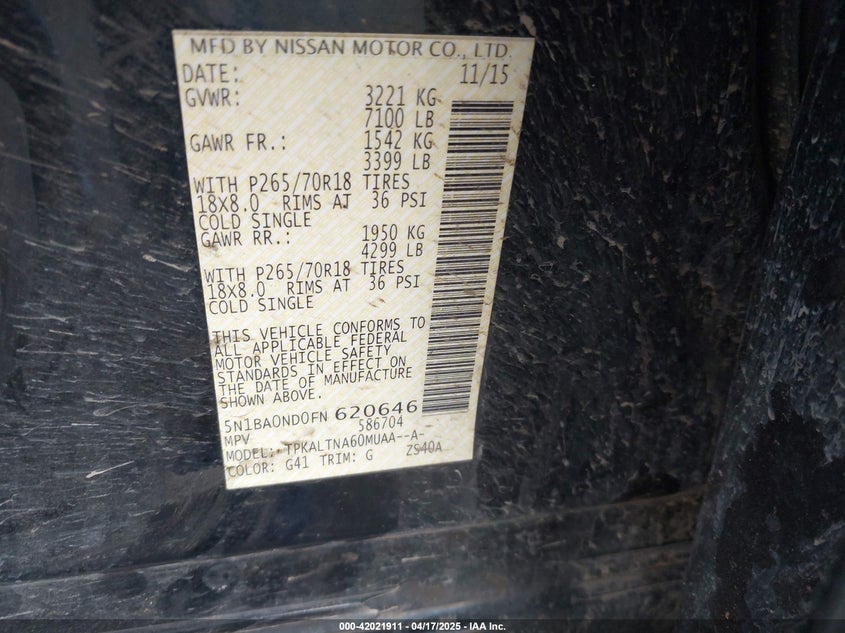 MFD BY NISSAN MOTOR CO., LTD.
DATE: 11/15
GVWR: 3221 KG
7100 LB
GAWR FR.: 1542 KG
3399 LB
WITH P265/70R18 TIRES
18X8.0 RIMS AT 36 PSI
COLD SINGLE
GAWR RR.: 1950 KG
4299 LB
WITH P265/70R18 TIRES
18X8.0 RIMS AT 36 PSI
COLD SINGLE
THIS VEHICLE CONFORMS TO
ALL APPLICABLE FEDERAL
MOTOR VEHICLE SAFETY
STANDARDS IN EFFECT ON
THE DATE OF MANUFACTURE
SHOWN ABOVE.
5N1BA0ND0FN 620646
MPV 586704
MODEL: TPKALTNA60MUAA--A-
COLOR: G41 TRIM: G ZS40A
000-42021911 - 04/17/2025 - IAA Inc.